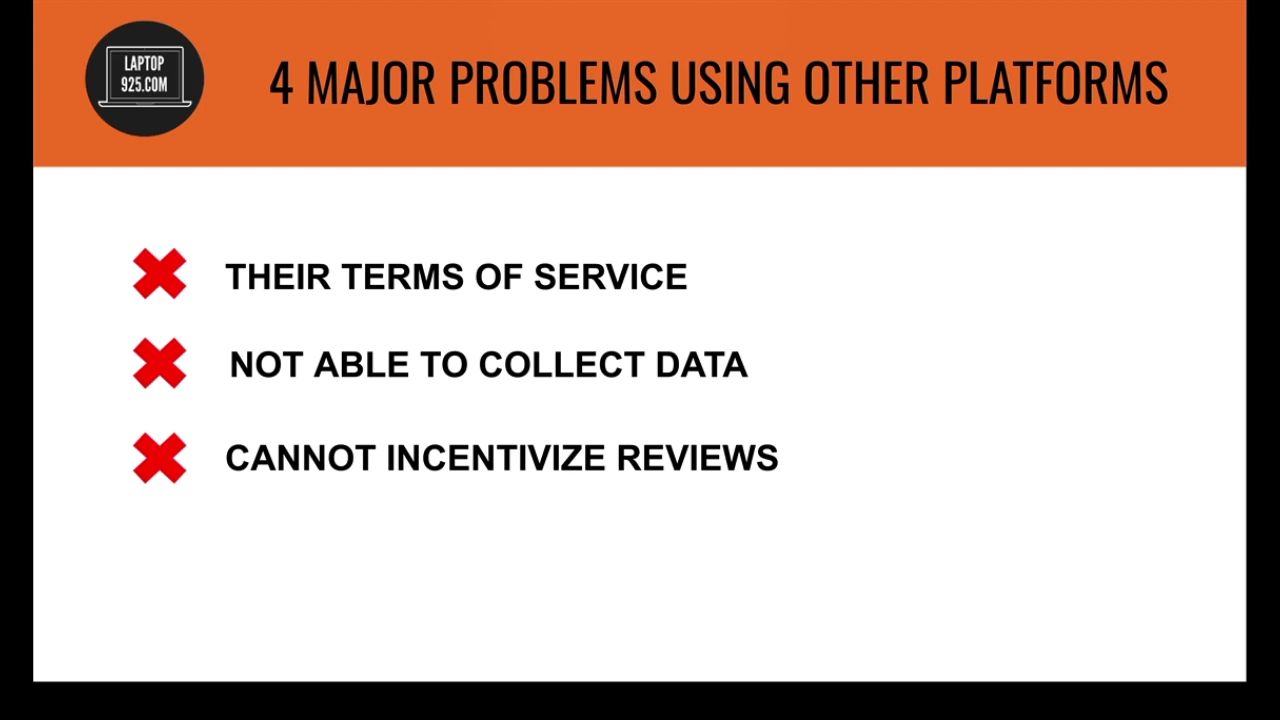 LAPTOP
925.COM
4 MAJOR PROBLEMS USING OTHER PLATFORMS
THEIR TERMS OF SERVICE
NOT ABLE TO COLLECT DATA
CANNOT INCENTIVIZE REVIEWS